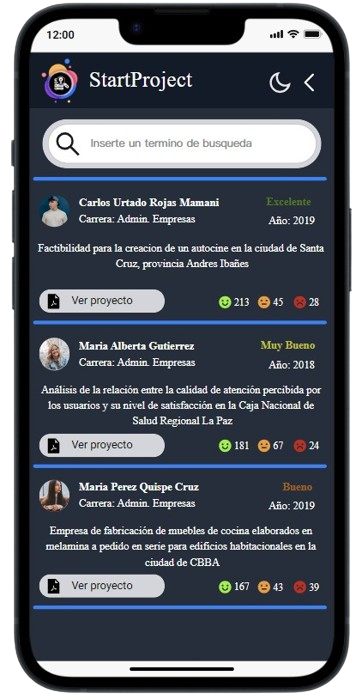 12:00
StartProject
Inserte un termino de busqueda
Carlos Urtado Rojas Mamani
Excelente
Carrera: Admin. Empresas
Año: 2019
Factibilidad para la creacion de un autocine en la ciudad de Santa
Cruz, provincia Andres Ibañes
Ver proyecto
213 45 28
Maria Alberta Gutierrez
Muy Bueno
Carrera: Admin. Empresas
Año: 2018
Análisis de la relación entre la calidad de atención percibida por
los usuarios y su nivel de satisfacción en la Caja Nacional de
Salud Regional La Paz
Ver proyecto
181 67 24
Maria Perez Quispe Cruz
Bueno
Carrera: Admin. Empresas
Año: 2019
Empresa de fabricación de muebles de cocina elaborados en
melamina a pedido en serie para edificios habitacionales en la
ciudad de CBBA
Ver proyecto
167 43 39